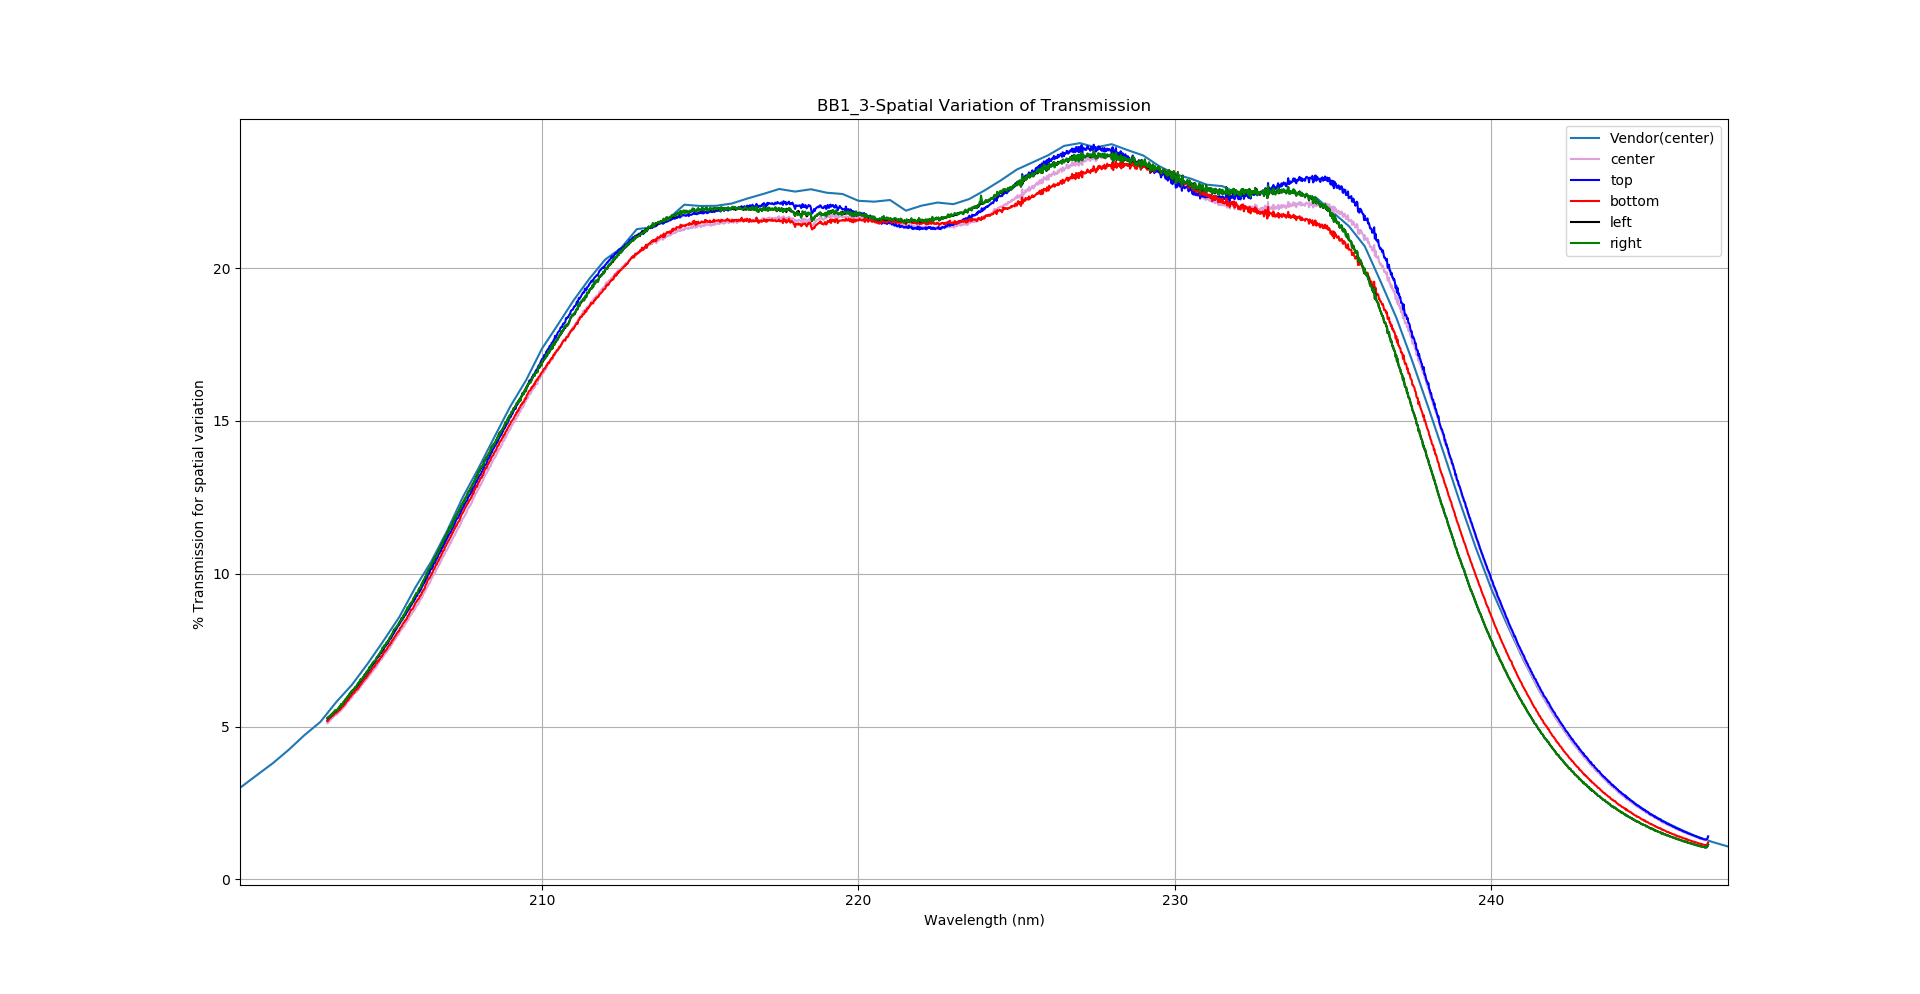 BB1_3-Spatial Variation of Transmission
Vendor(center)
center
top
bottom
left
right
% Transmission for spatial variation
20
15
10
5
0
210
220
230
240
Wavelength (nm)